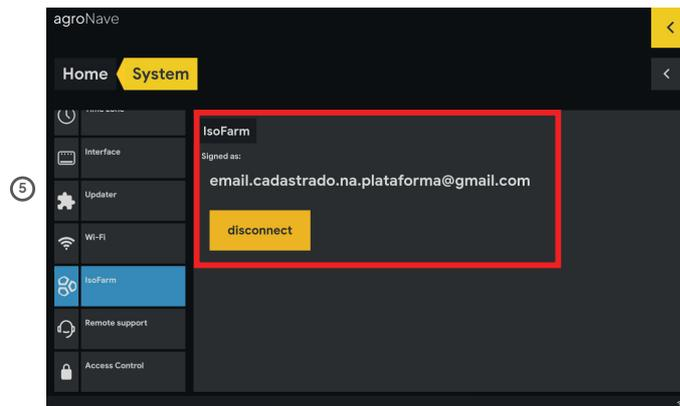 agroNave
Home
System
Interface
Updater
Wi-Fi
IsoFarm
Remote support
Access Control
IsoFarm
Signed as:
email.cadastrado.na.plataforma@gmail.com
disconnect
5